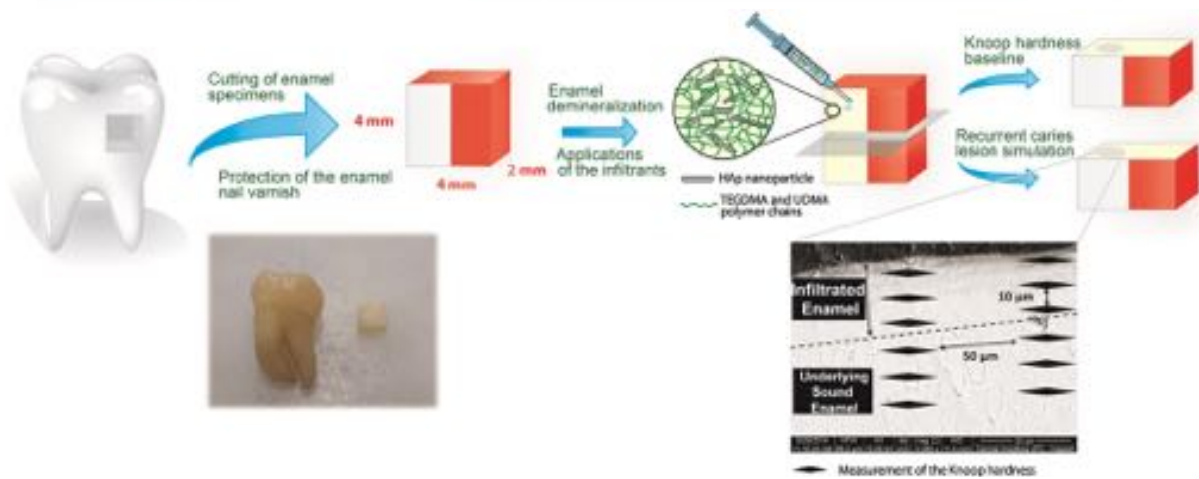 Cutting of enamel
specimens
Protection of the enamel
nail varnish
4 mm
4mm
2 mm
Enamel
demineralization
Applications
of the infiltrants
HAp nanoparticle
TEGDMA and UDMA
polymer chains
Knoop hardness
baseline
Recurrent caries
lesion simulation
Infiltrated
Enamel
10 µm
50 µm
Underlying
Sound
Enamel
Measurement of the Knoop hardness